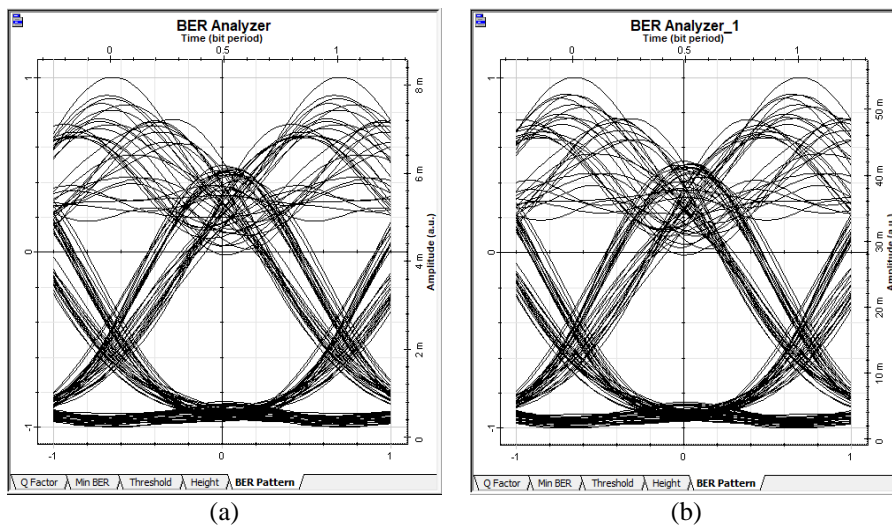 BER Analyzer
Time (bit period)
0 0.5 1
1
0
-1
8 m
6 m
4 m
2 m
0
Amplitude (a.u.)
-1 0 1
Q Factor Min BER Threshold Height BER Pattern
(a)
BER Analyzer_1
Time (bit period)
0 0.5 1
1
0
-1
50 m
40 m
30 m
20 m
10 m
0
Amplitude (a.u.)
-1 0 1
Q Factor Min BER Threshold Height BER Pattern
(b)